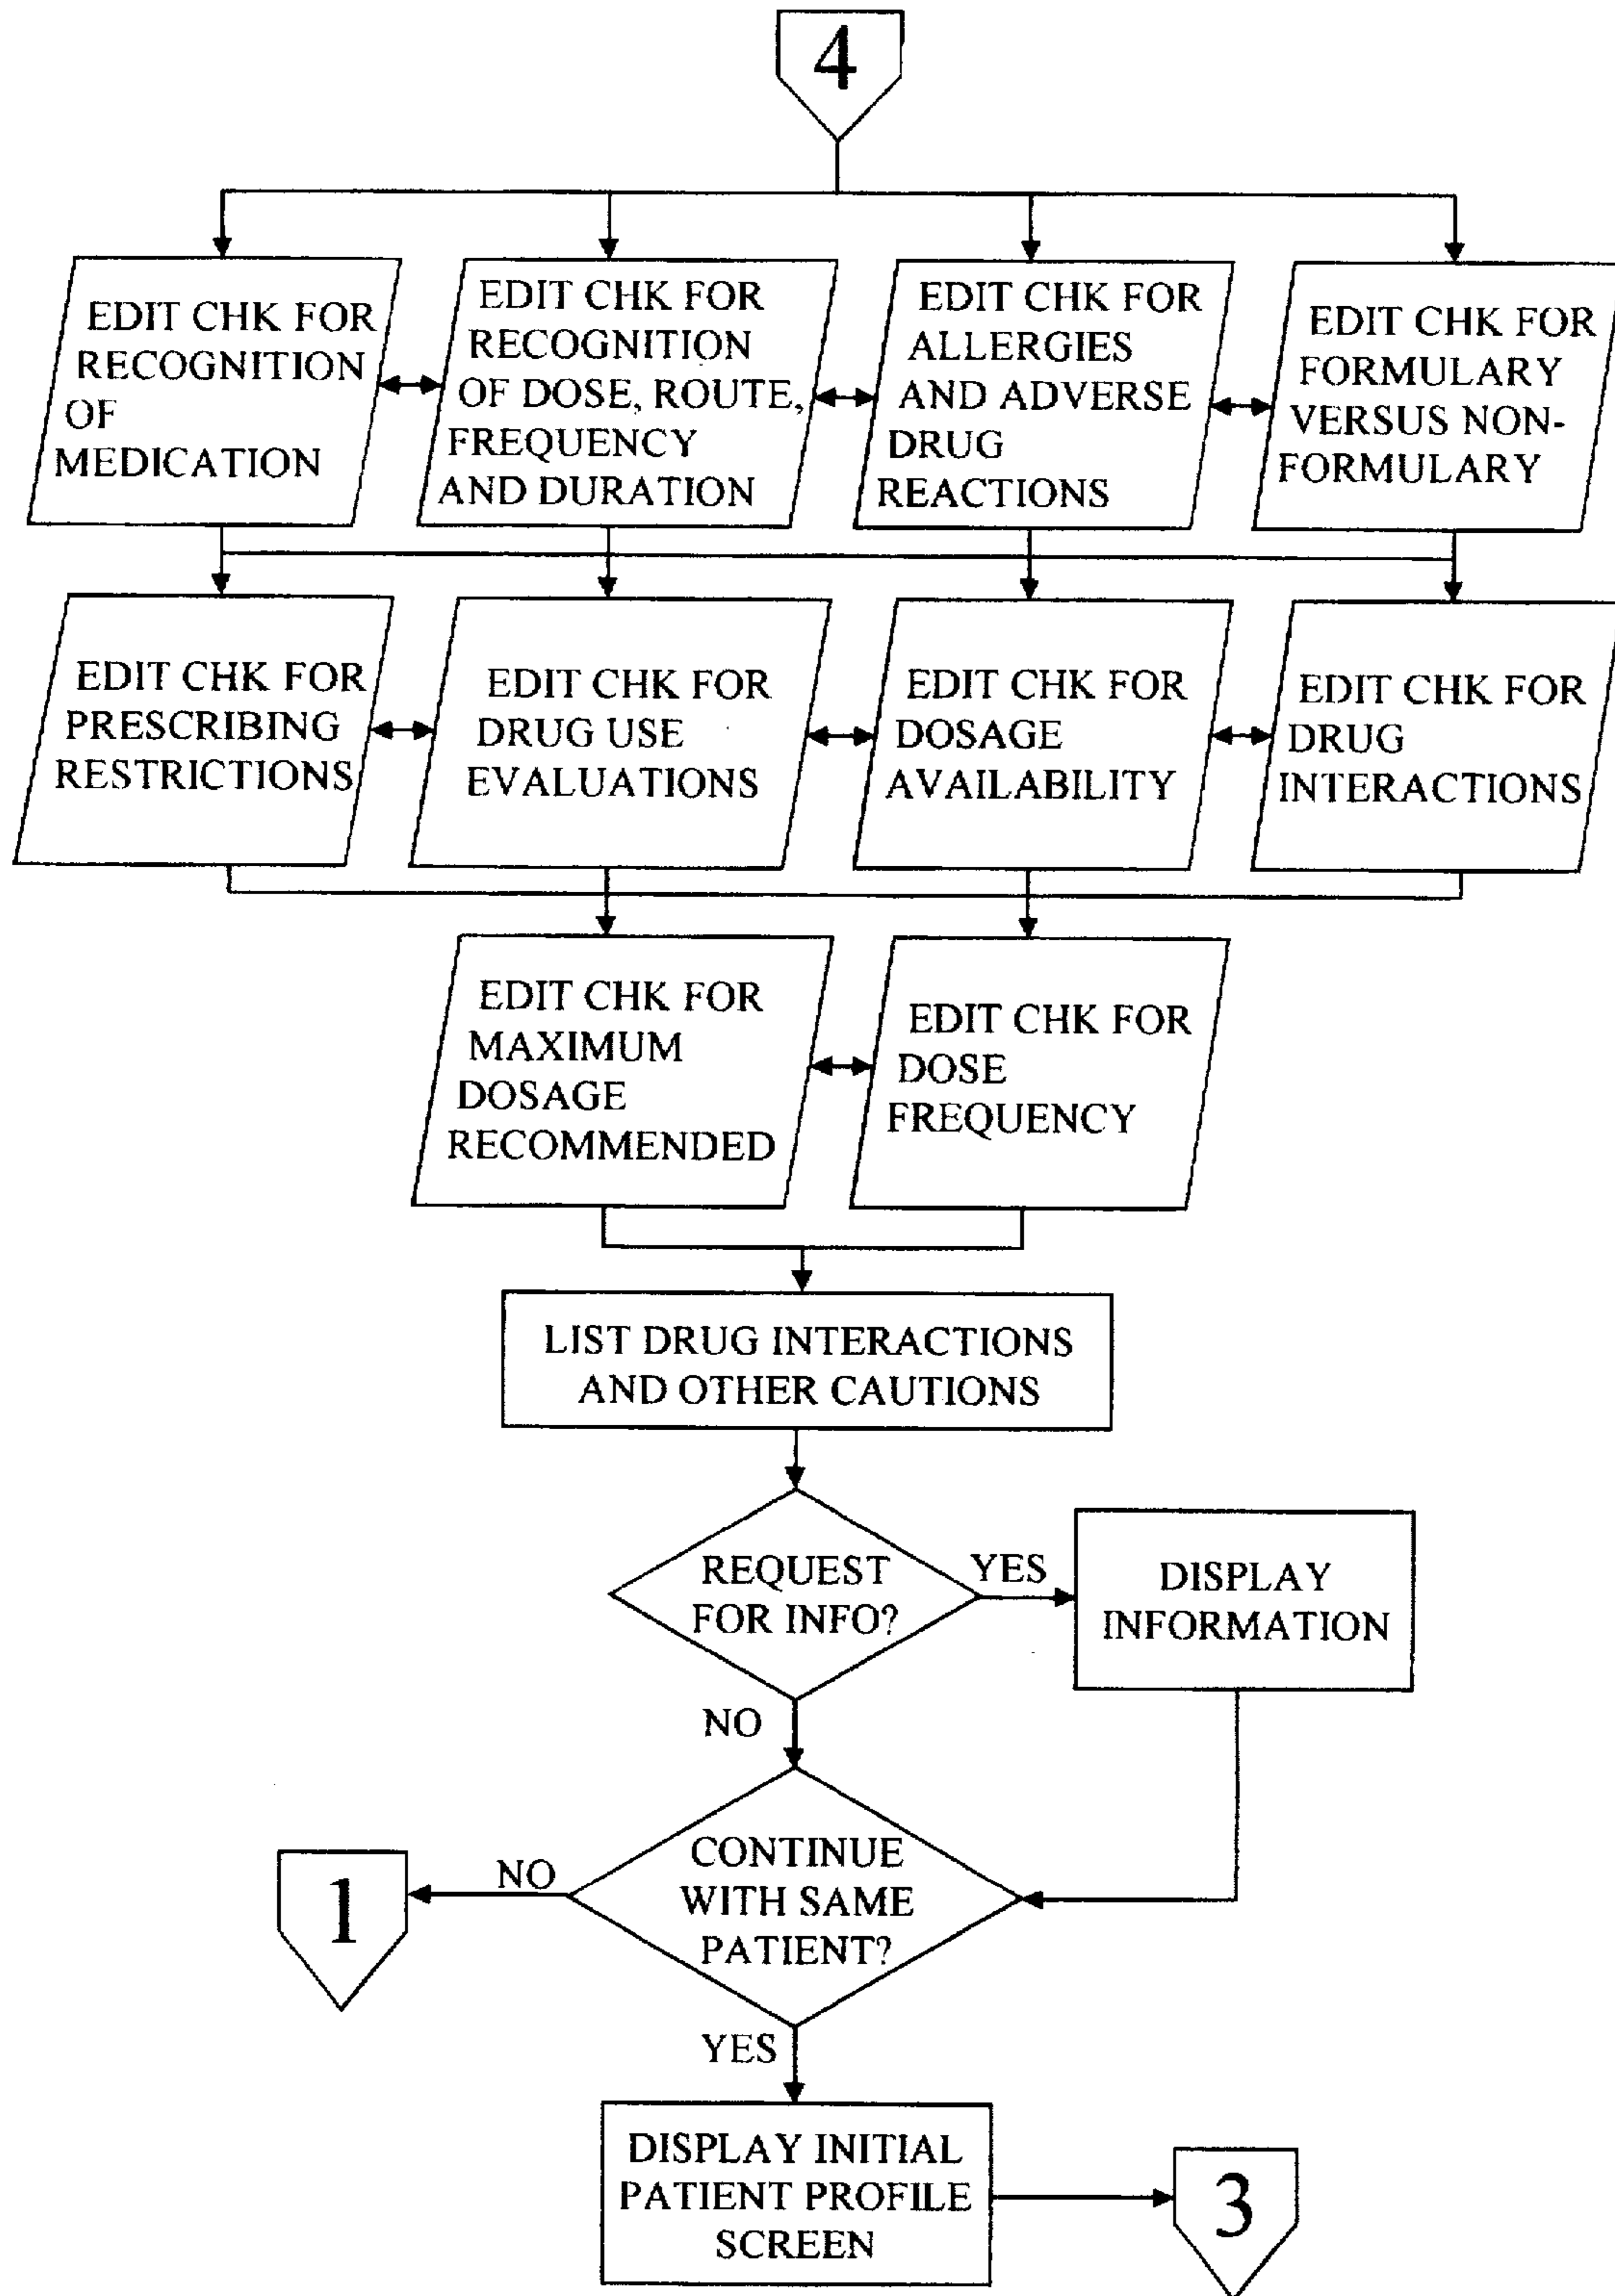 4
EDIT CHK FOR
RECOGNITION
OF
MEDICATION
EDIT CHK FOR
RECOGNITION
OF DOSE, ROUTE,
FREQUENCY
AND DURATION
EDIT CHK FOR
ALLERGIES
AND ADVERSE
DRUG
REACTIONS
EDIT CHK FOR
FORMULARY
VERSUS NON-
FORMULARY
EDIT CHK FOR
PRESCRIBING
RESTRICTIONS
EDIT CHK FOR
DRUG USE
EVALUATIONS
EDIT CHK FOR
DOSAGE
AVAILABILITY
EDIT CHK FOR
DRUG
INTERACTIONS
EDIT CHK FOR
MAXIMUM
DOSAGE
RECOMMENDED
EDIT CHK FOR
DOSE
FREQUENCY
LIST DRUG INTERACTIONS
AND OTHER CAUTIONS
REQUEST
FOR INFO?
YES
DISPLAY
INFORMATION
NO
CONTINUE
WITH SAME
PATIENT?
NO
1
YES
DISPLAY INITIAL
PATIENT PROFILE
SCREEN
3